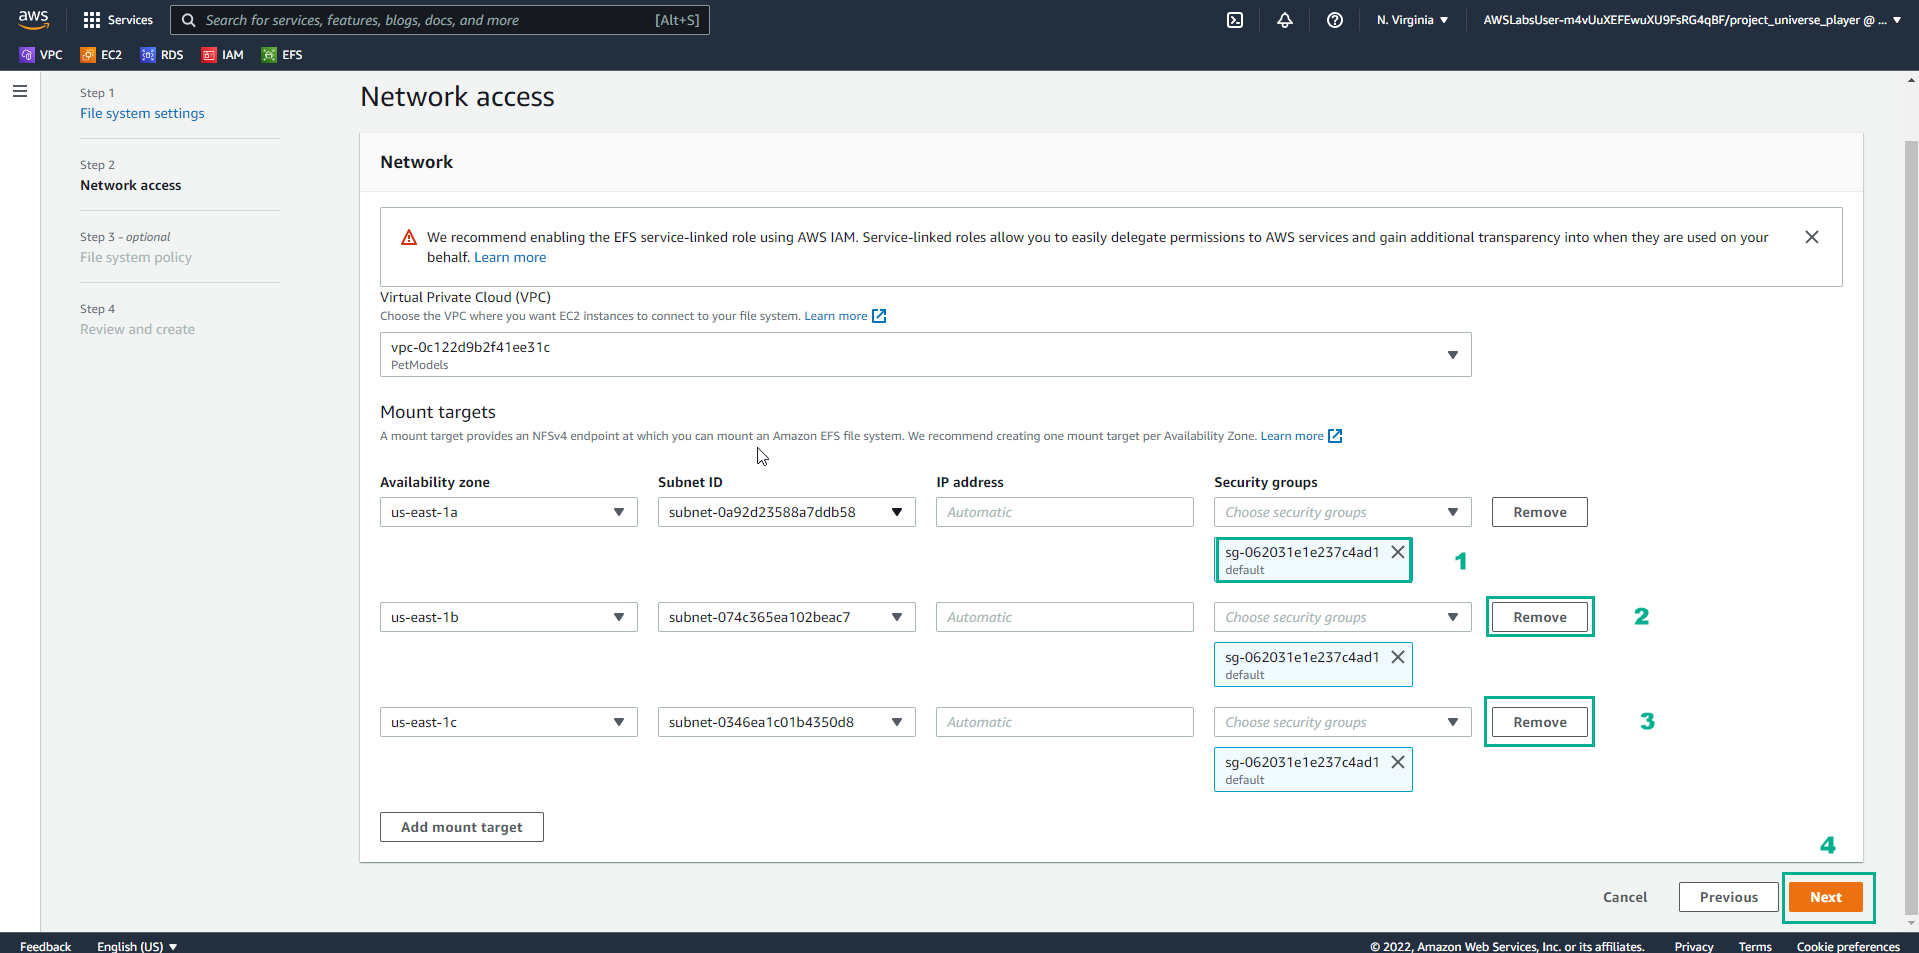 aws
Services
Search for services, features, blogs, docs, and more
[Alt+S]
N. Virginia ▼
AWSLabsUser-m4vUuXEFEwuXU9FsRG4qBF/project_universe_player @ ... ▼
VPC
EC2
RDS
IAM
EFS
Step 1
File system settings
Step 2
Network access
Step 3 - optional
File system policy
Step 4
Review and create
Network access
Network
We recommend enabling the EFS service-linked role using AWS IAM. Service-linked roles allow you to easily delegate permissions to AWS services and gain additional transparency into when they are used on your
behalf. Learn more
Virtual Private Cloud (VPC)
Choose the VPC where you want EC2 instances to connect to your file system. Learn more
vpc-0c122d9b2f41ee31c
PetModels
Mount targets
A mount target provides an NFSv4 endpoint at which you can mount an Amazon EFS file system. We recommend creating one mount target per Availability Zone. Learn more
Availability zone
Subnet ID
IP address
Security groups
us-east-1a
subnet-0a92d23588a7ddb58
Automatic
Choose security groups
Remove
sg-062031e1e237c4ad1
default
1
us-east-1b
subnet-074c365ea102beac7
Automatic
Choose security groups
Remove
2
sg-062031e1e237c4ad1
default
us-east-1c
subnet-0346ea1c01b4350d8
Automatic
Choose security groups
Remove
3
sg-062031e1e237c4ad1
default
Add mount target
4
Cancel
Previous
Next
Feedback
English (US) ▼
© 2022, Amazon Web Services, Inc. or its affiliates.
Privacy
Terms
Cookie preferences